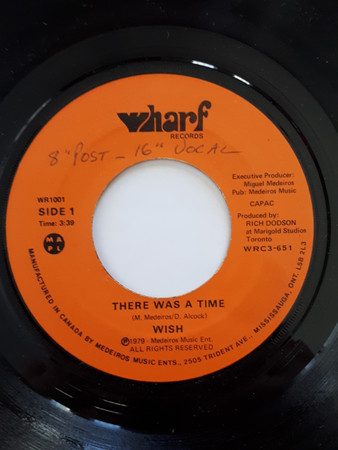 wharf
RECORDS
8 "POST - 16" VOCAL
Executive Producer:
Miguel Medeiros
Pub: Medeiros Music
WR1001
SIDE 1
Time: 3:39
CAPAC
Produced by:
RICH DODSON
at Marigold Studios
Toronto
WRC3-651
M A
P L
THERE WAS A TIME
(M. Medeiros/D. Alcock)
WISH
℗©1979 Medeiros Music Ent.
ALL RIGHTS RESERVED
MANUFACTURED IN CANADA BY MEDEIROS MUSIC ENTS., 2505 TRIDENT AVE., MISSISSAUGA, ONT. L5B 2L3